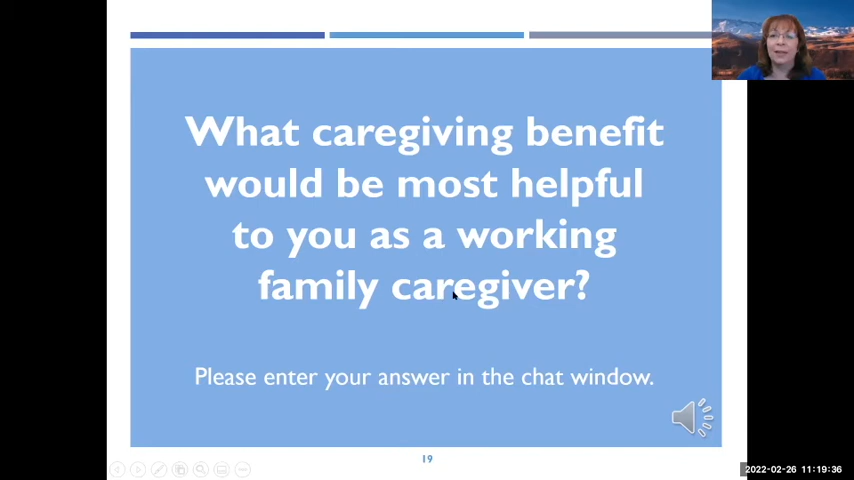 What caregiving benefit
would be most helpful
to you as a working
family caregiver?
Please enter your answer in the chat window.
19
2022-02-26 11:19:36